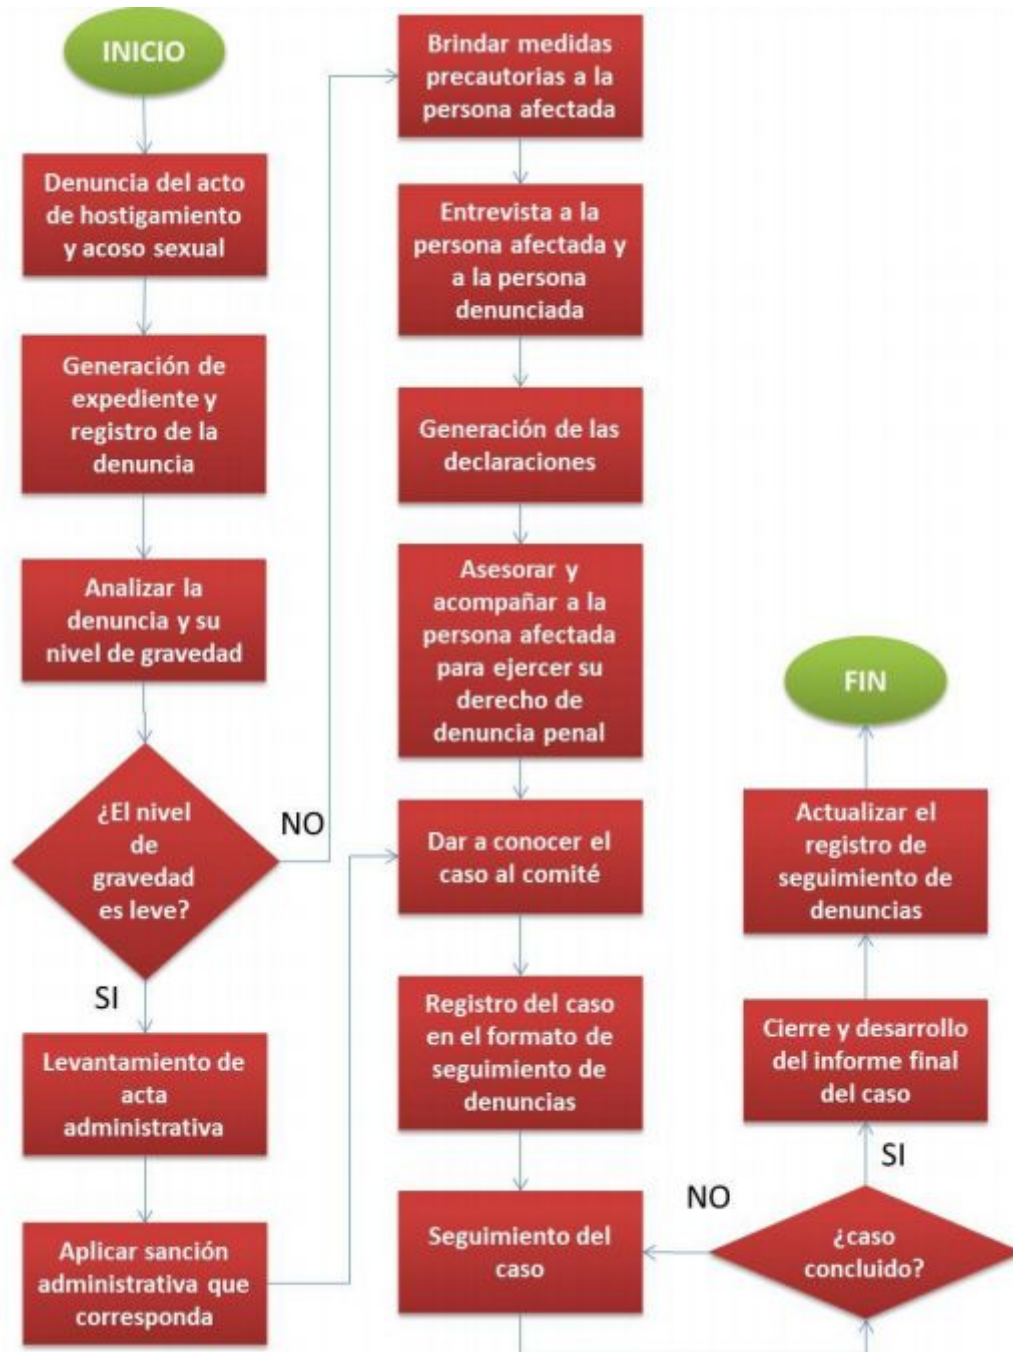 INICIO
Denuncia del acto
de hostigamiento
y acoso sexual
Generación de
expediente y
registro de la
denuncia
Analizar la
denuncia y su
nivel de gravedad
¿El nivel
de
gravedad
es leve?
NO
SI
Levantamiento de
acta
administrativa
Aplicar sanción
administrativa que
corresponda
Brindar medidas
precautorias a la
persona afectada
Entrevista a la
persona afectada y
a la persona
denunciada
Generación de las
declaraciones
Asesorar y
acompañar a la
persona afectada
para ejercer su
derecho de
denuncia penal
Dar a conocer el
caso al comité
Registro del caso
en el formato de
seguimiento de
denuncias
Seguimiento del
caso
¿caso
concluido?
NO
SI
Cierre y desarrollo
del informe final
del caso
Actualizar el
registro de
seguimiento de
denuncias
FIN